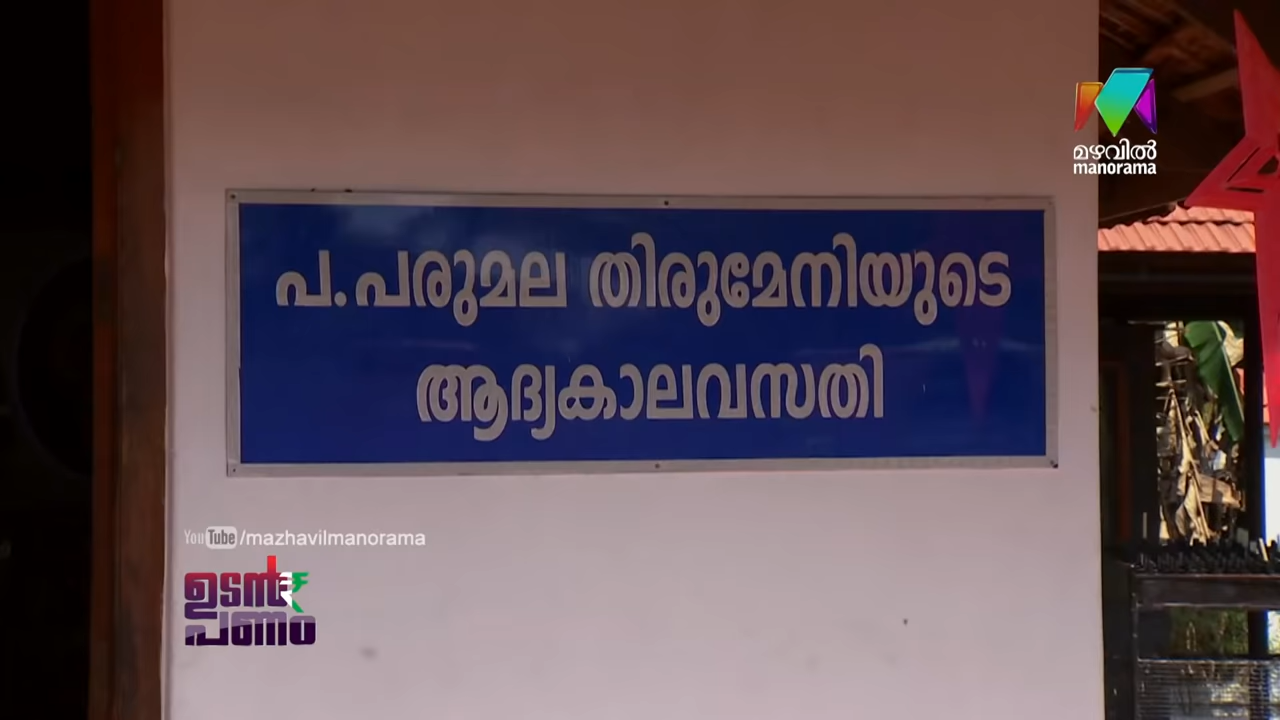 മഴവിൽ
manorama
പ.പരുമല തിരുമേനിയുടെ
ആദ്യകാലവസതി
YouTube/mazhavilmanorama
ഉടൻ
പണം